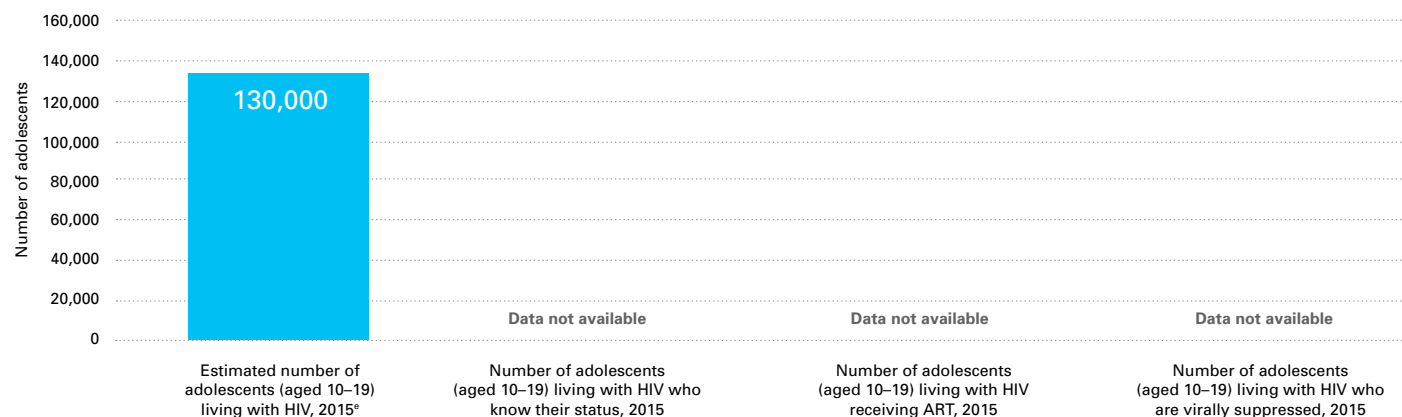 160,000
140,000
120,000
100,000
80,000
60,000
40,000
20,000
0
Number of adolescents
130,000
Data not available
Data not available
Data not available
Estimated number of
adolescents (aged 10–19)
living with HIV, 2015ᵉ
Number of adolescents
(aged 10–19) living with HIV who
know their status, 2015
Number of adolescents
(aged 10–19) living with HIV
receiving ART, 2015
Number of adolescents
(aged 10–19) living with HIV who
are virally suppressed, 2015